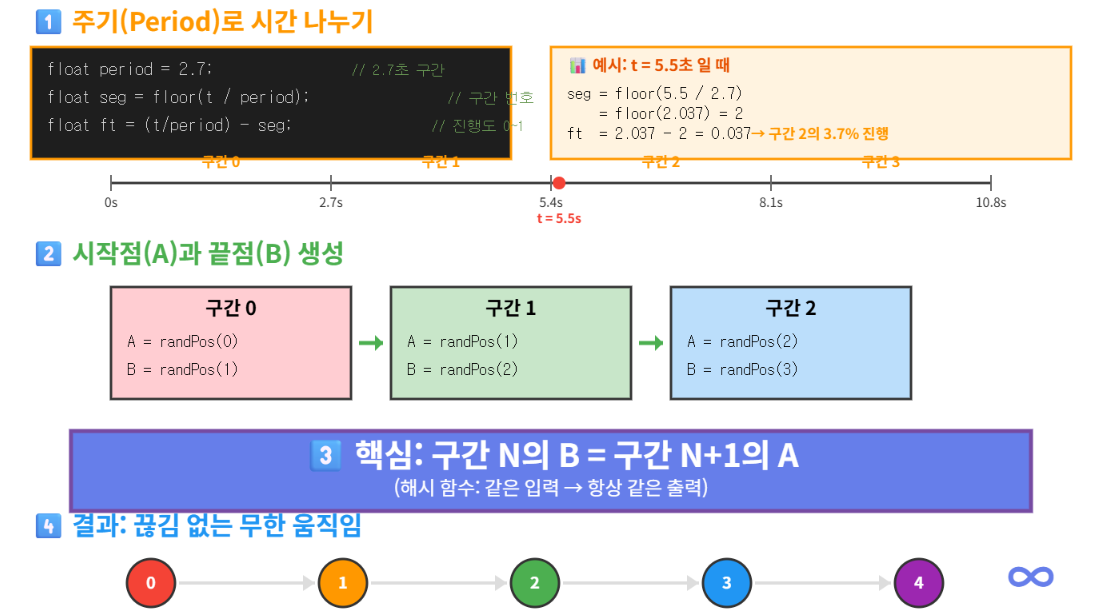 1 주기(Period)로 시간 나누기
float period = 2.7; // 2.7초 구간
float seg = floor(t / period); // 구간 번호
float ft = (t/period) - seg; // 진행도 0~1
📊 예시: t = 5.5초 일 때
seg = floor(5.5 / 2.7)
= floor(2.037) = 2
ft = 2.037 - 2 = 0.037→ 구간 2의 3.7% 진행
구간 0 구간 1 구간 2 구간 3
0s 2.7s 5.4s 8.1s 10.8s
t = 5.5s
2 시작점(A)과 끝점(B) 생성
구간 0
A = randPos(0)
B = randPos(1)
구간 1
A = randPos(1)
B = randPos(2)
구간 2
A = randPos(2)
B = randPos(3)
3 핵심: 구간 N의 B = 구간 N+1의 A
(해시 함수: 같은 입력 → 항상 같은 출력)
4 결과: 끊김 없는 무한 움직임
0 1 2 3 4 ∞